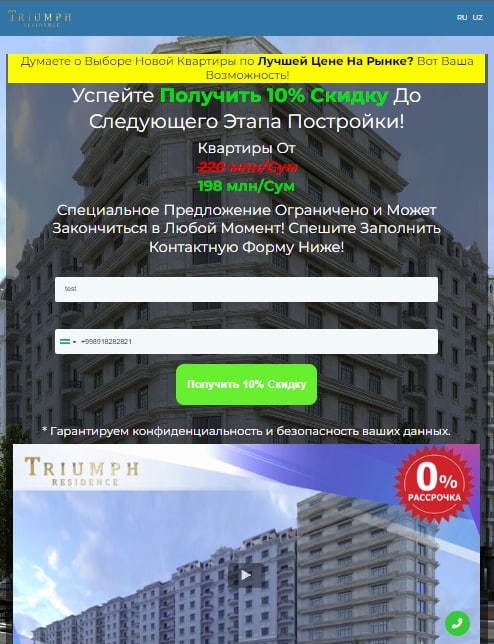 TRIUMPH
RESIDENCE
RU UZ
Думаете о Выборе Новой Квартиры по Лучшей Цене На Рынке? Вот Ваша
Возможность!
Успейте Получить 10% Скидку До
Следующего Этапа Постройки!
Квартиры От
220 млн/Сум
198 млн/Сум
Специальное Предложение Ограничено и Может
Закончиться в Любой Момент! Спешите Заполнить
Контактную Форму Ниже!
test
+998918282821
Получить 10% Скидку
* Гарантируем конфиденциальность и безопасность ваших данных.
TRIUMPH
RESIDENCE
0%
РАССРОЧКА